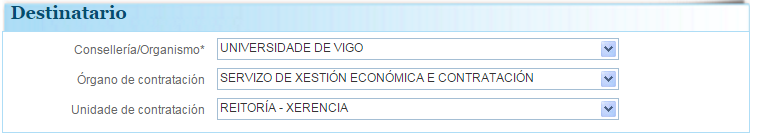 Destinatario
Consellería/Organismo* UNIVERSIDADE DE VIGO
Órgano de contratación SERVIZO DE XESTIÓN ECONÓMICA E CONTRATACIÓN
Unidade de contratación REITORÍA - XERENCIA